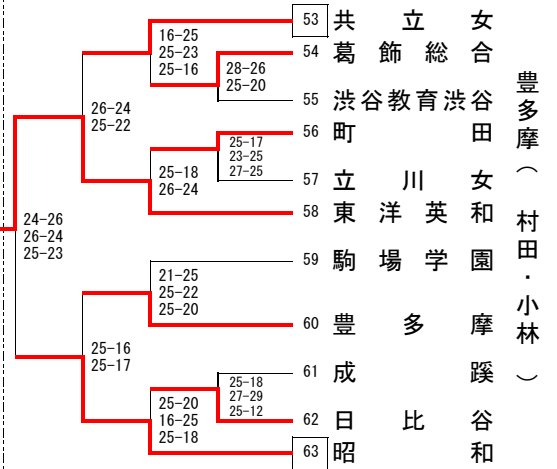 53 共立女
16-25
25-23
25-16
54 葛飾総合
28-26
25-20
55 渋谷教育渋谷
26-24
25-22
56 町田
25-17
23-25
27-25
57 立川女
25-18
26-24
58 東洋英和
24-26
26-24
25-23
59 駒場学園
21-25
25-22
25-20
60 豊多摩
25-16
25-17
61 成蹊
25-18
27-29
25-12
62 日比谷
25-20
16-25
25-18
63 昭和
豊多摩(村田・小林)